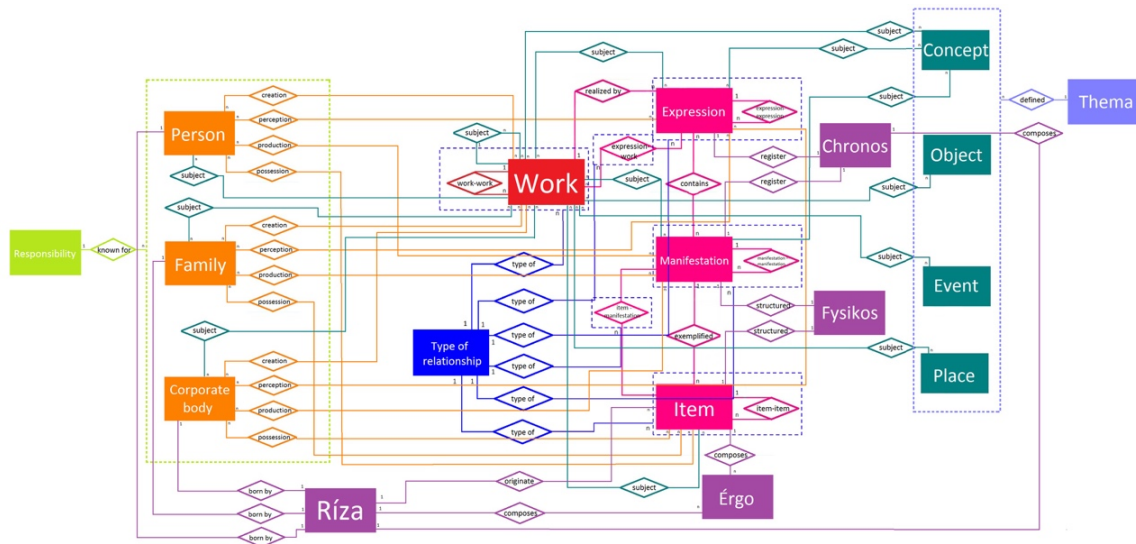 subject
subject
Concept
subject
subject
creation
realized by
Expression
expression
expression
subject
defined
Thema
Person
perception
production
possession
subject
expression-
work
Chronos
composes
Object
register
register
subject
Work
work-work
contains
subject
subject
subject
Responsibility
known for
Family
creation
perception
production
possession
type of
Manifestation
manifestation
manifestation
subject
Event
type of
item
manifestation
structured
structured
Fysikos
subject
Type of
relationship
type of
type of
exemplified
subject
Place
Corporate
body
creation
perception
production
possession
type of
type of
Item
item-item
composes
subject
originate
born by
born by
born by
Ríza
composes
Érgo